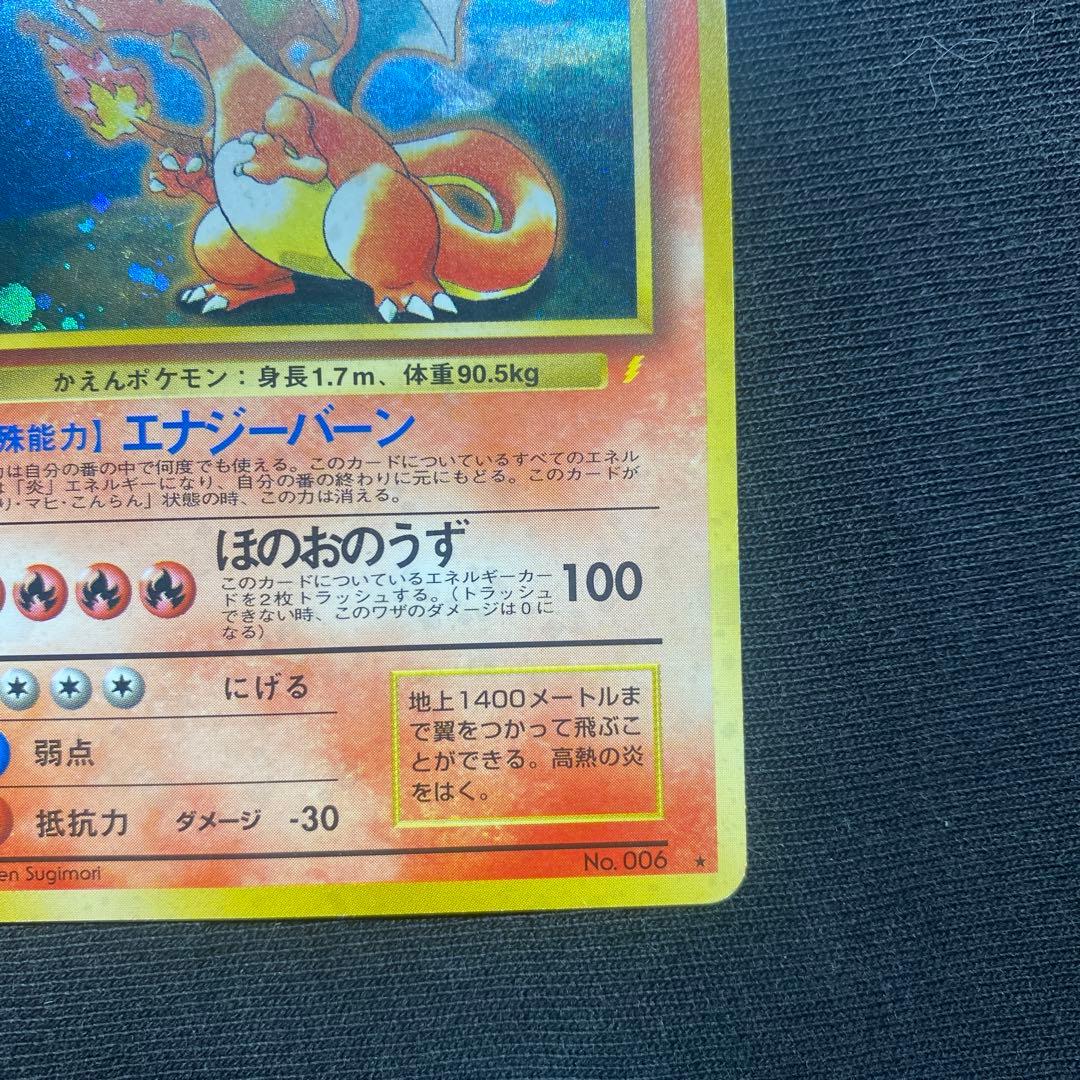 かえんポケモン：身長1.7m、体重90.5kg
殊能力】エナジーバーン
は自分の番の中で何度でも使える。このカードについているすべてのエネル
「炎」エネルギーになり、自分の番の終わりに元にもどる。このカードが
り・マヒ・こんらん」状態の時、この力は消える。
ほのおのうず
このカードについているエネルギーカー
ドを2枚トラッシュする。（トラッシュ
できない時、このワザのダメージは0に
なる）
100
にげる
弱点
抵抗力 ダメージ -30
地上1400メートルま
で翼をつかって飛ぶこ
とができる。高熱の炎
をはく。
en Sugimori
No. 006 ★